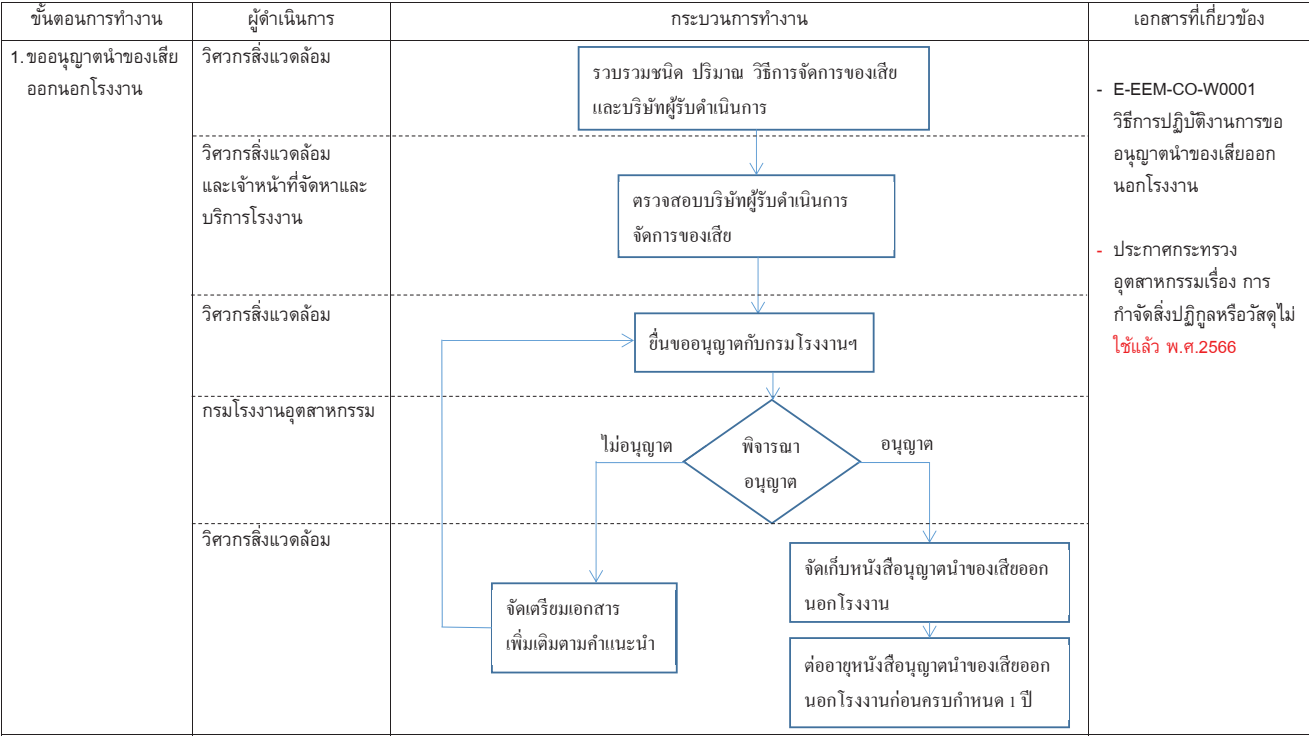 ขั้นตอนการทำงาน
ผู้ดำเนินการ
กระบวนการทำงาน
เอกสารที่เกี่ยวข้อง
1. ขออนุญาตนำของเสีย
ออกนอกโรงงาน
วิศวกรสิ่งแวดล้อม
รวบรวมชนิด ปริมาณ วิธีการจัดการของเสีย
และบริษัทผู้รับดำเนินการ
วิศวกรสิ่งแวดล้อม
และเจ้าหน้าที่จัดหาและ
บริการโรงงาน
ตรวจสอบบริษัทผู้รับดำเนินการ
จัดการของเสีย
วิศวกรสิ่งแวดล้อม
ยื่นขออนุญาตกับกรมโรงงานฯ
กรมโรงงานอุตสาหกรรม
ไม่อนุญาต
พิจารณา
อนุญาต
อนุญาต
วิศวกรสิ่งแวดล้อม
จัดเตรียมเอกสาร
เพิ่มเติมตามคำแนะนำ
จัดเก็บหนังสือนุญาตนำของเสียออก
นอกโรงงาน
ต่ออายุหนังสือนุญาตนำของเสียออก
นอกโรงงานก่อนครบกำหนด 1 ปี
- E-EEM-CO-W0001
วิธีการปฏิบัติงานการขอ
อนุญาตนำของเสียออก
นอกโรงงาน
- ประกาศกระทรวง
อุตสาหกรรมเรื่อง การ
กำจัดสิ่งปฏิกูลหรือวัสดุไม่
ใช้แล้ว พ.ศ.2566